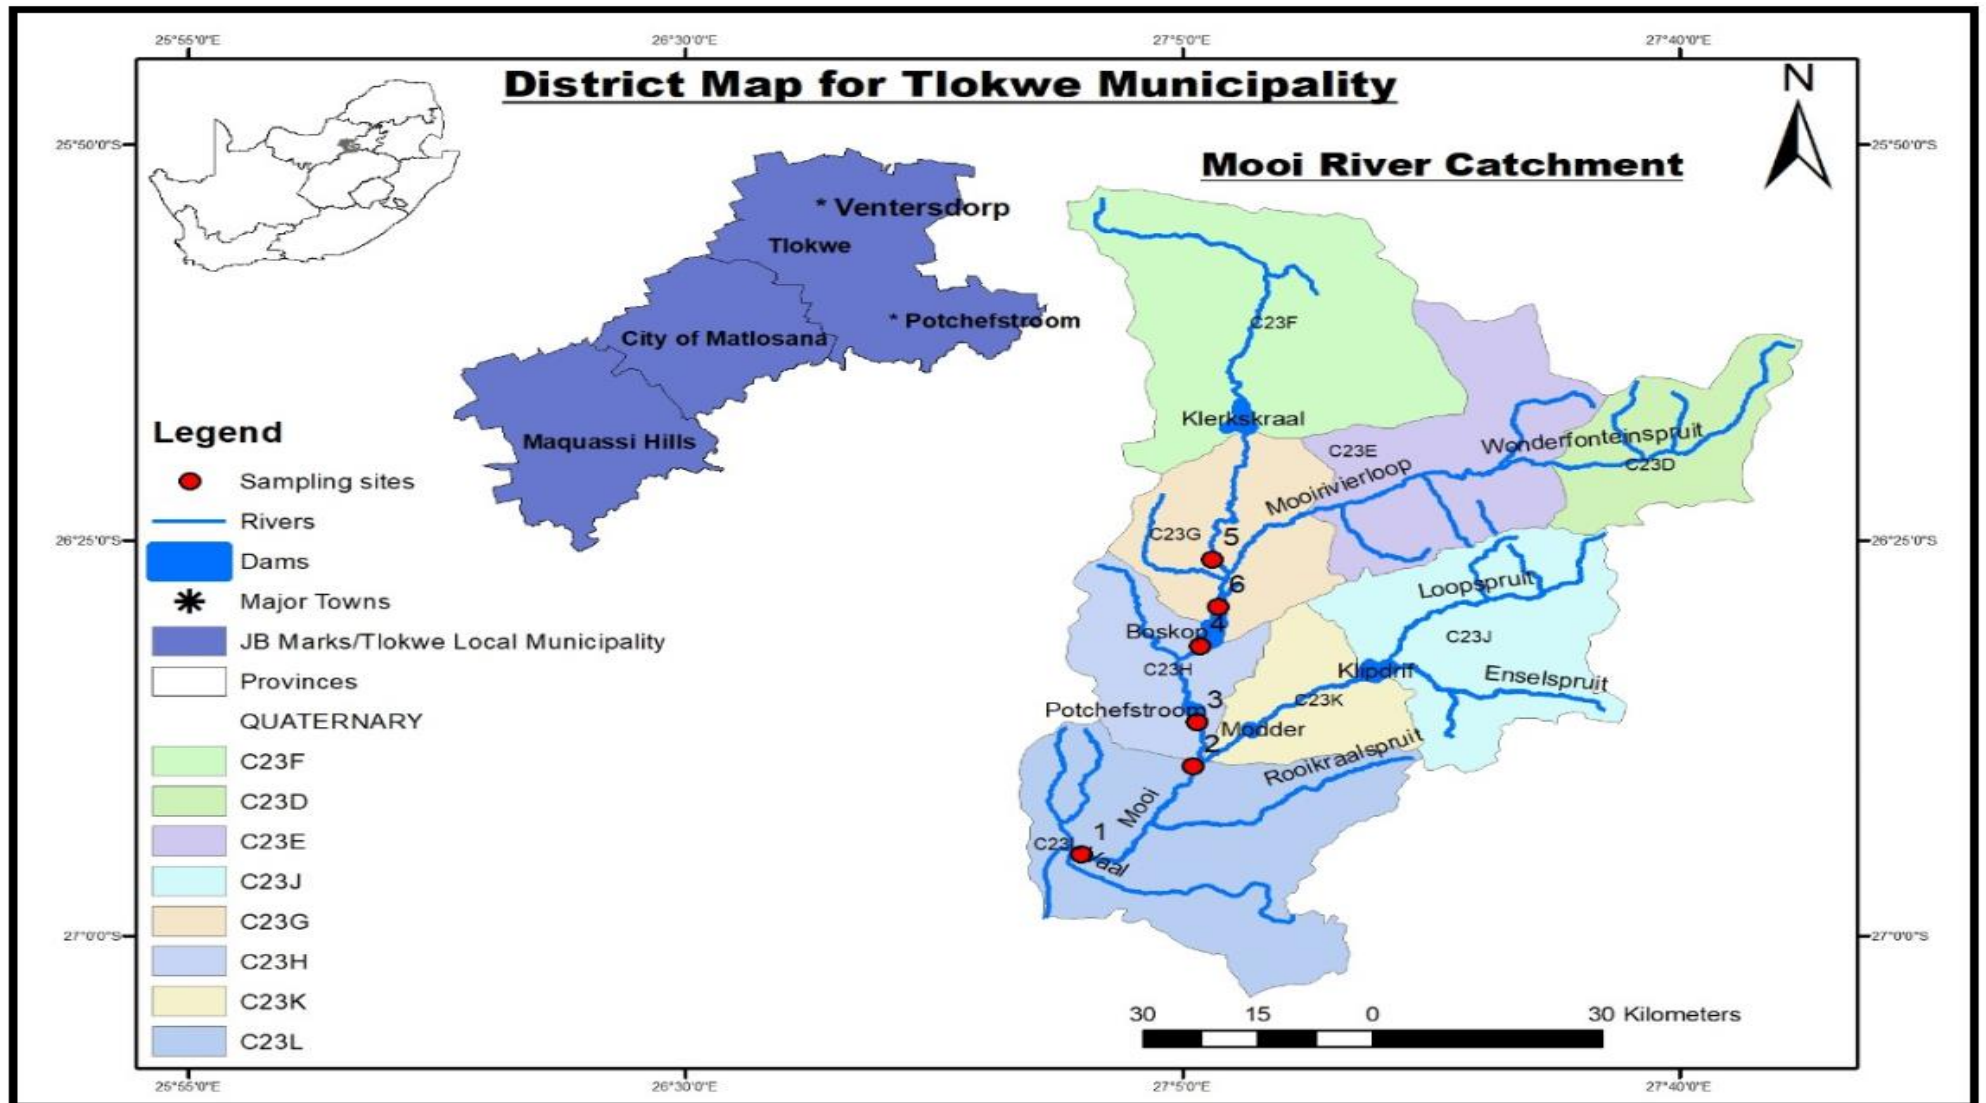 25°55'0"E
26°30'0"E
27°5'0"E
27°40'0"E
District Map for Tlokwe Municipality
N
25°50'0"S
25°50'0"S
Mooi River Catchment
* Ventersdorp
Tlokwe
* Potchefstroom
City of Matlosana
Maquassi Hills
C23F
Klerkskraal
C23E
Wonderfonteinspruit
C23D
Mooirivierloop
C23G
5
26°25'0"S
26°25'0"S
6
Loopspruit
4
Boskop
C23J
C23H
Klipdrif
Enselspruit
3
C23K
Potchefstroom
Modder
2
Rooikraalspruit
Mooi
1
Vaal
27°0'0"S
27°0'0"S
Legend
Sampling sites
Rivers
Dams
Major Towns
JB Marks/Tlokwe Local Municipality
Provinces
QUATERNARY
C23F
C23D
C23E
C23J
C23G
C23H
C23K
C23L
30 15 0 30 Kilometers
25°55'0"E
26°30'0"E
27°5'0"E
27°40'0"E